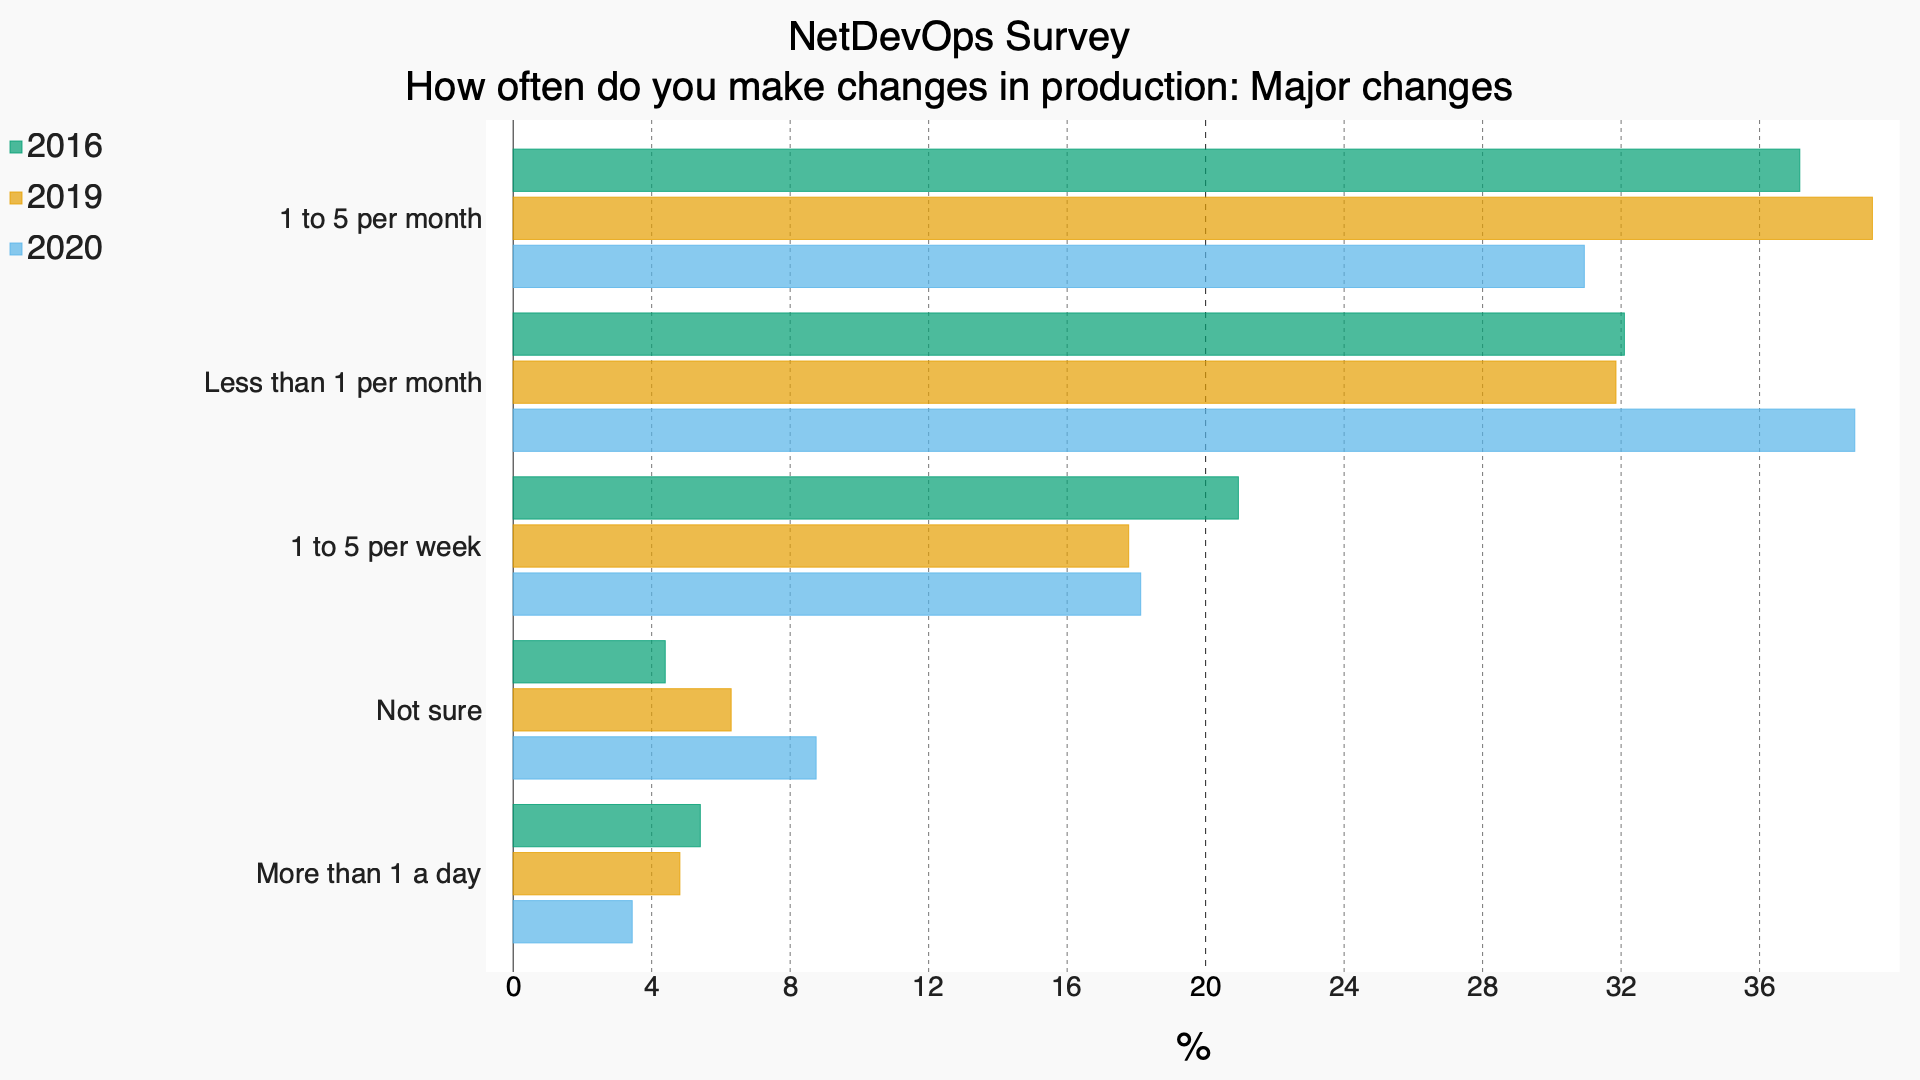 NetDevOps Survey
How often do you make changes in production: Major changes
2016
2019
2020
1 to 5 per month
Less than 1 per month
1 to 5 per week
Not sure
More than 1 a day
0 4 8 12 16 20 24 28 32 36
%